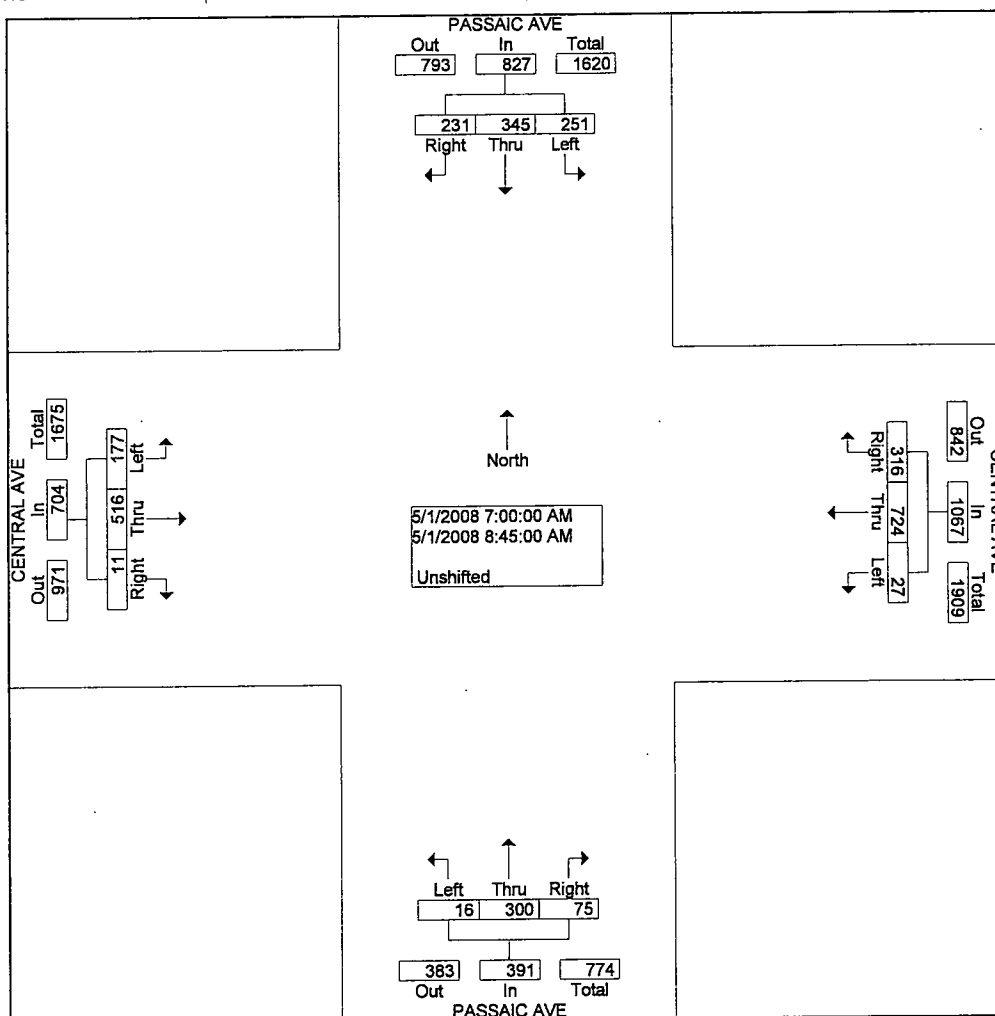 PASSAIC AVE
Out In Total
793 827 1620
231 345 251
Right Thru Left
North
5/1/2008 7:00:00 AM
5/1/2008 8:45:00 AM
Unshifted
CENTRAL AVE
Out In Total
971 704 1675
Right Thru Left
11 516 177
CENTRAL AVE
Out In Total
842 1067 1909
Right Thru Left
316 724 27
Left Thru Right
16 300 75
383 391 774
Out In Total
PASSAIC AVE